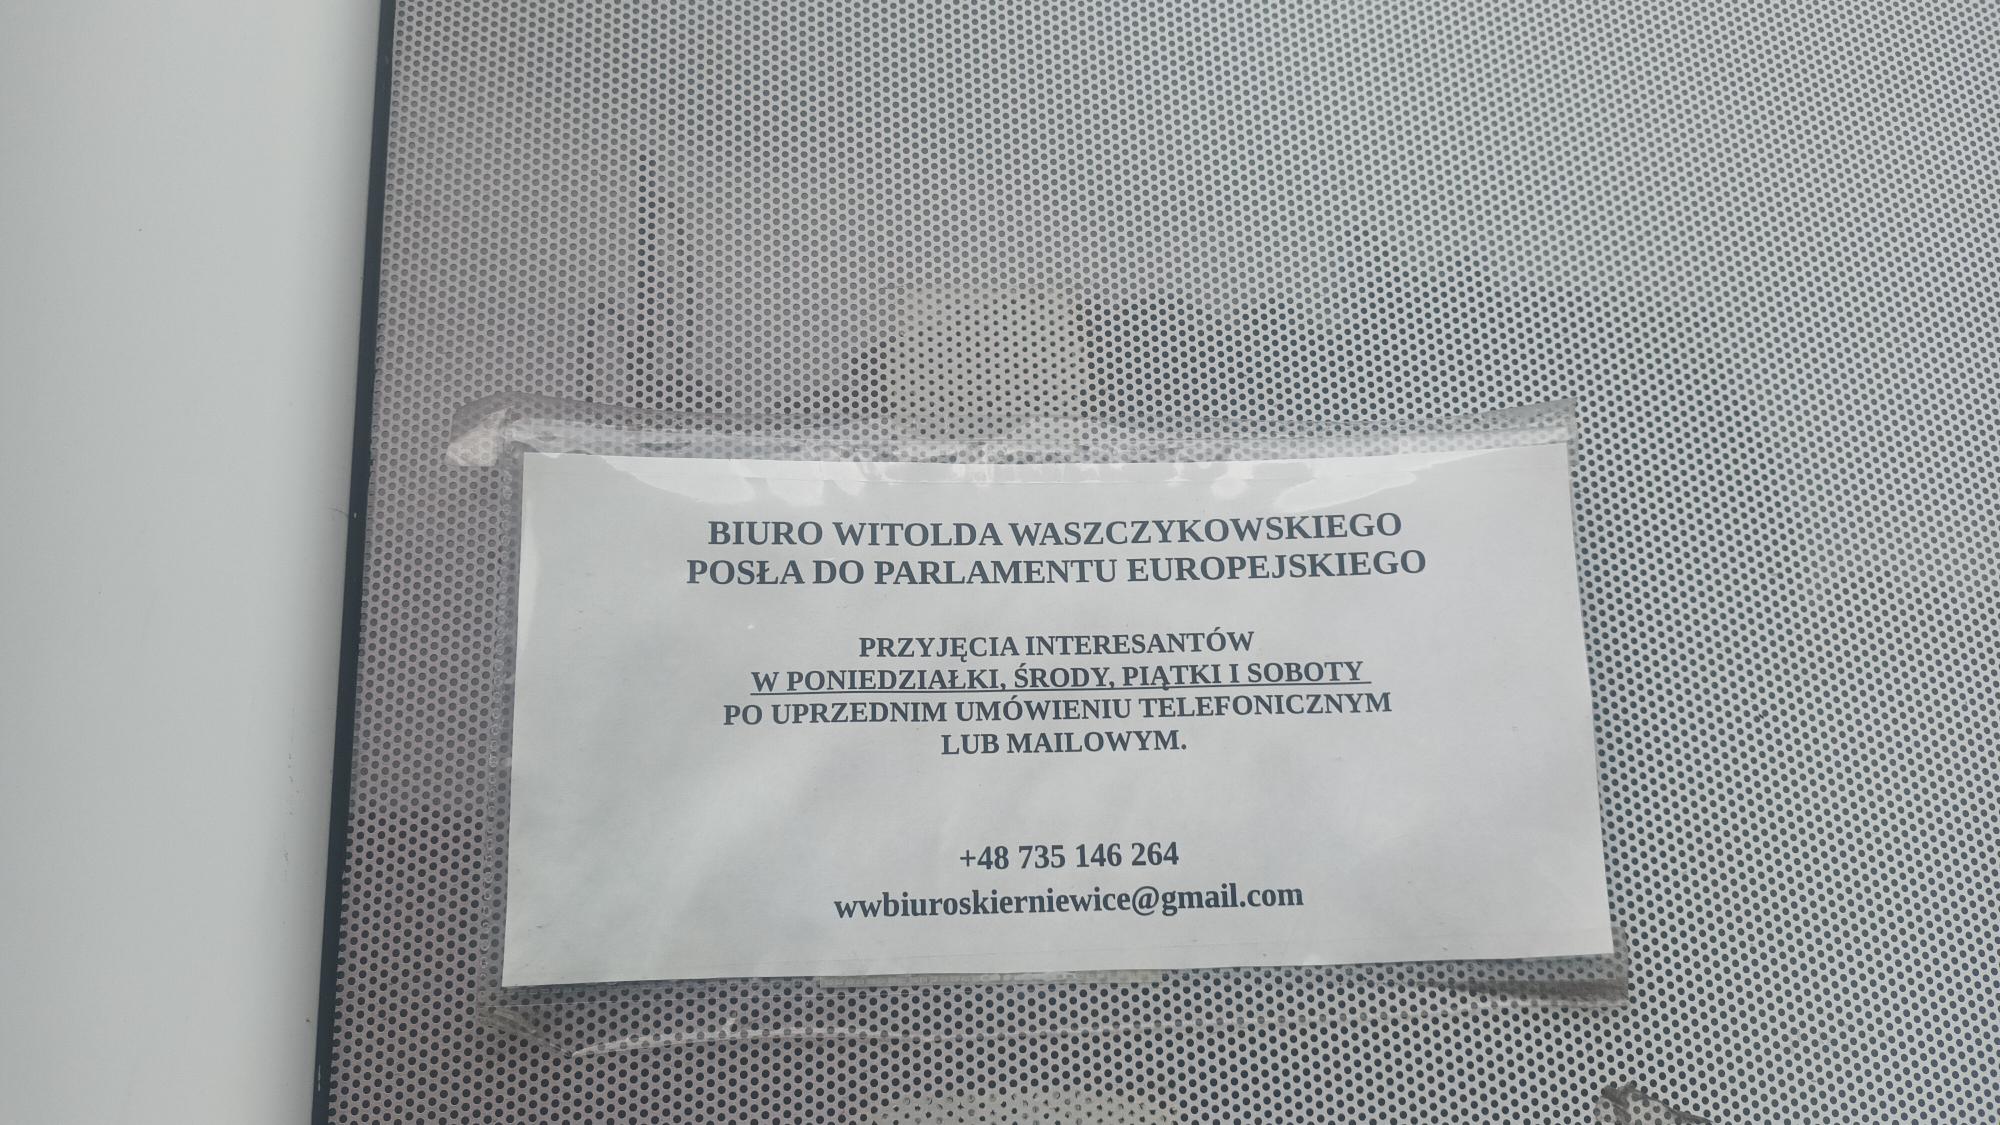 BIURO WITOLDA WASZCZYKOWSKIEGO
POSŁA DO PARLAMENTU EUROPEJSKIEGO
PRZYJĘCIA INTERESANTÓW
W PONIEDZIAŁKI, ŚRODY, PIĄTKI I SOBOTY
PO UPRZEDNIM UMÓWIENIU TELEFONICZNYM
LUB MAILOWYM.
+48 735 146 264
wwbiuroskierniewice@gmail.com